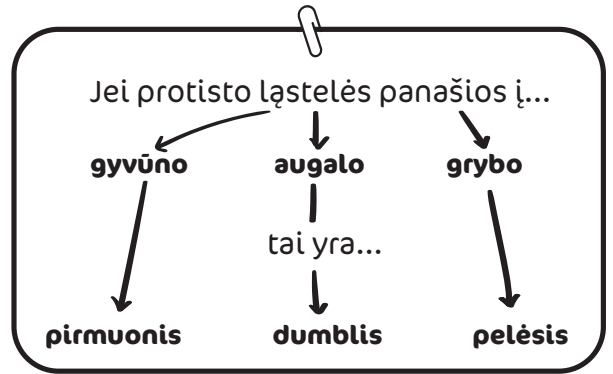 Jei protisto ląstelės panašios į...
gyvūno augalo grybo
tai yra...
pirmuonis dumblis pelėsis